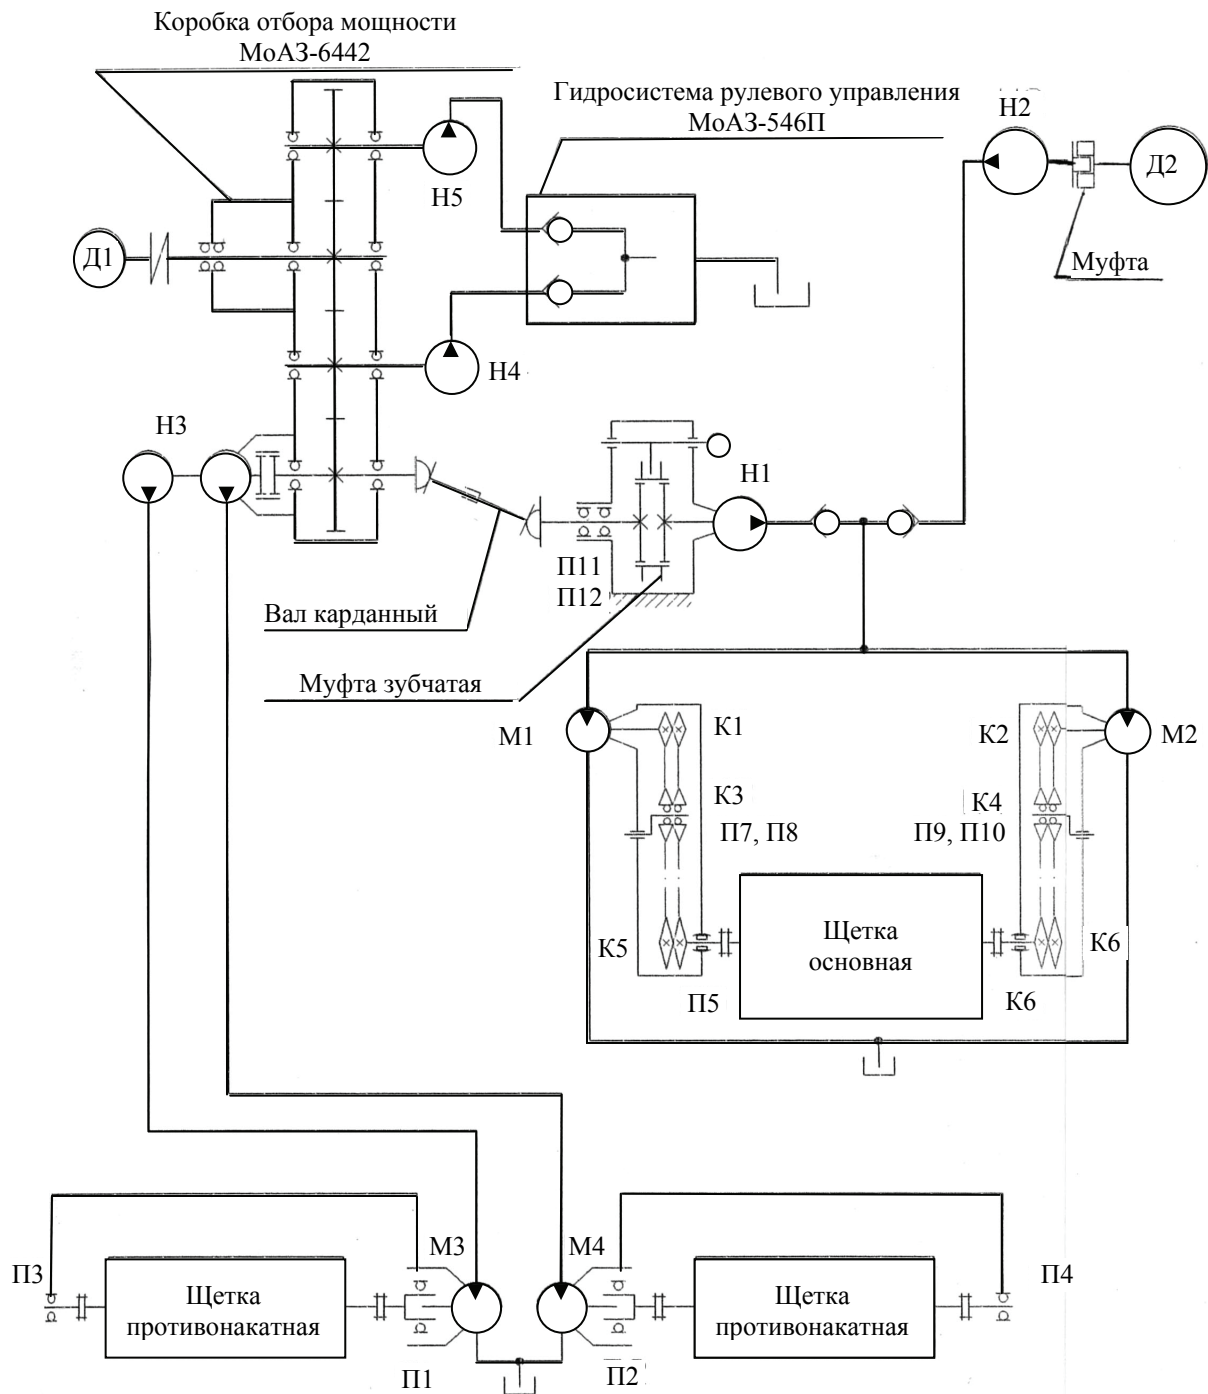 Коробка отбора мощности
МоАЗ-6442
Гидросистема рулевого управления
МоАЗ-546П
Н2
Д2
Н5
Муфта
Д1
Н4
Н3
Н1
П11
П12
Вал карданный
Муфта зубчатая
М1
К1
К2
М2
К3
К4
П7, П8
П9, П10
Щетка
основная
К5
К6
П5
К6
М3
М4
П3
П4
Щетка
противонакатная
Щетка
противонакатная
П1
П2